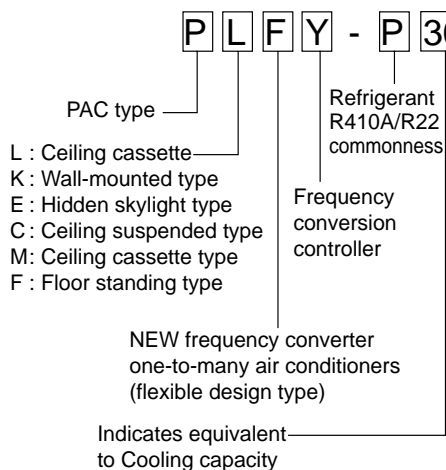 P L F Y - P 3
PAC type
Refrigerant
R410A/R22
commonness
L : Ceiling cassette
K : Wall-mounted type
E : Hidden skylight type
C : Ceiling suspended type
M : Ceiling cassette type
F : Floor standing type
Frequency
conversion
controller
NEW frequency converter
one-to-many air conditioners
(flexible design type)
Indicates equivalent
to Cooling capacity